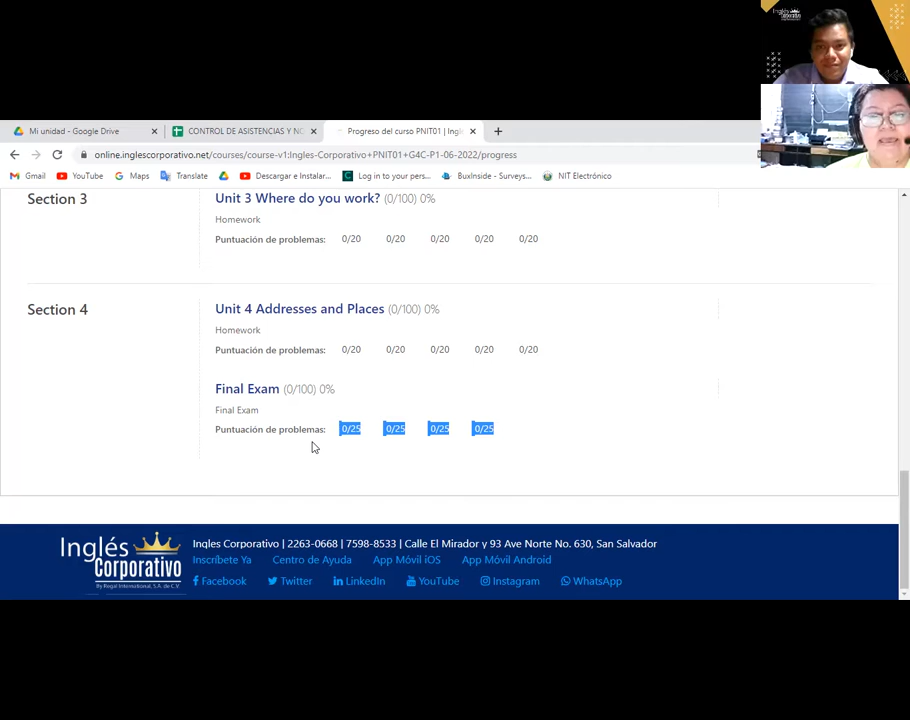 Mi unidad - Google Drive
CONTROL DE ASISTENCIAS Y NO
Progreso del curso PNIT01 | Ingl
online.inglescorporativo.net/courses/course-v1:Ingles-Corporativo+PNIT01+G4C-P1-06-2022/progress
Gmail
YouTube
Maps
Translate
Descargar e Instalar...
Log in to your pers...
BuxInside - Surveys...
NIT Electrónico
Section 3
Unit 3 Where do you work? (0/100) 0%
Homework
Puntuación de problemas: 0/20 0/20 0/20 0/20 0/20
Section 4
Unit 4 Addresses and Places (0/100) 0%
Homework
Puntuación de problemas: 0/20 0/20 0/20 0/20 0/20
Final Exam (0/100) 0%
Final Exam
Puntuación de problemas: 0/25 0/25 0/25 0/25
Inglés Corporativo
By Regal International, S.A. de C.V.
Inglés Corporativo | 2263-0668 | 7598-8533 | Calle El Mirador y 93 Ave Norte No. 630, San Salvador
Inscríbete Ya Centro de Ayuda App Móvil iOS App Móvil Android
Facebook Twitter LinkedIn YouTube Instagram WhatsApp